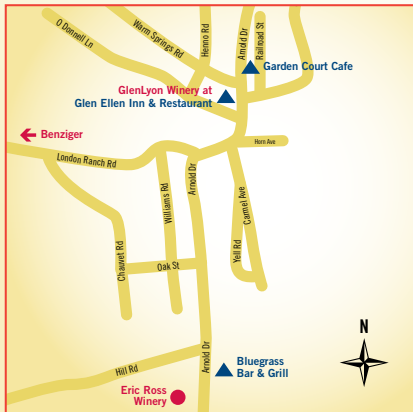 O Donnell Ln
Warm Springs Rd
Henno Rd
Arnold Dr
Railroad St
Garden Court Cafe
GlenLyon Winery at
Glen Ellen Inn & Restaurant
Benziger
London Ranch Rd
Horn Ave
Arnold Dr
Williams Rd
Carmel Ave
Chauvet Rd
Yell Rd
Oak St
N
Hill Rd
Arnold Dr
Bluegrass
Bar & Grill
Eric Ross
Winery